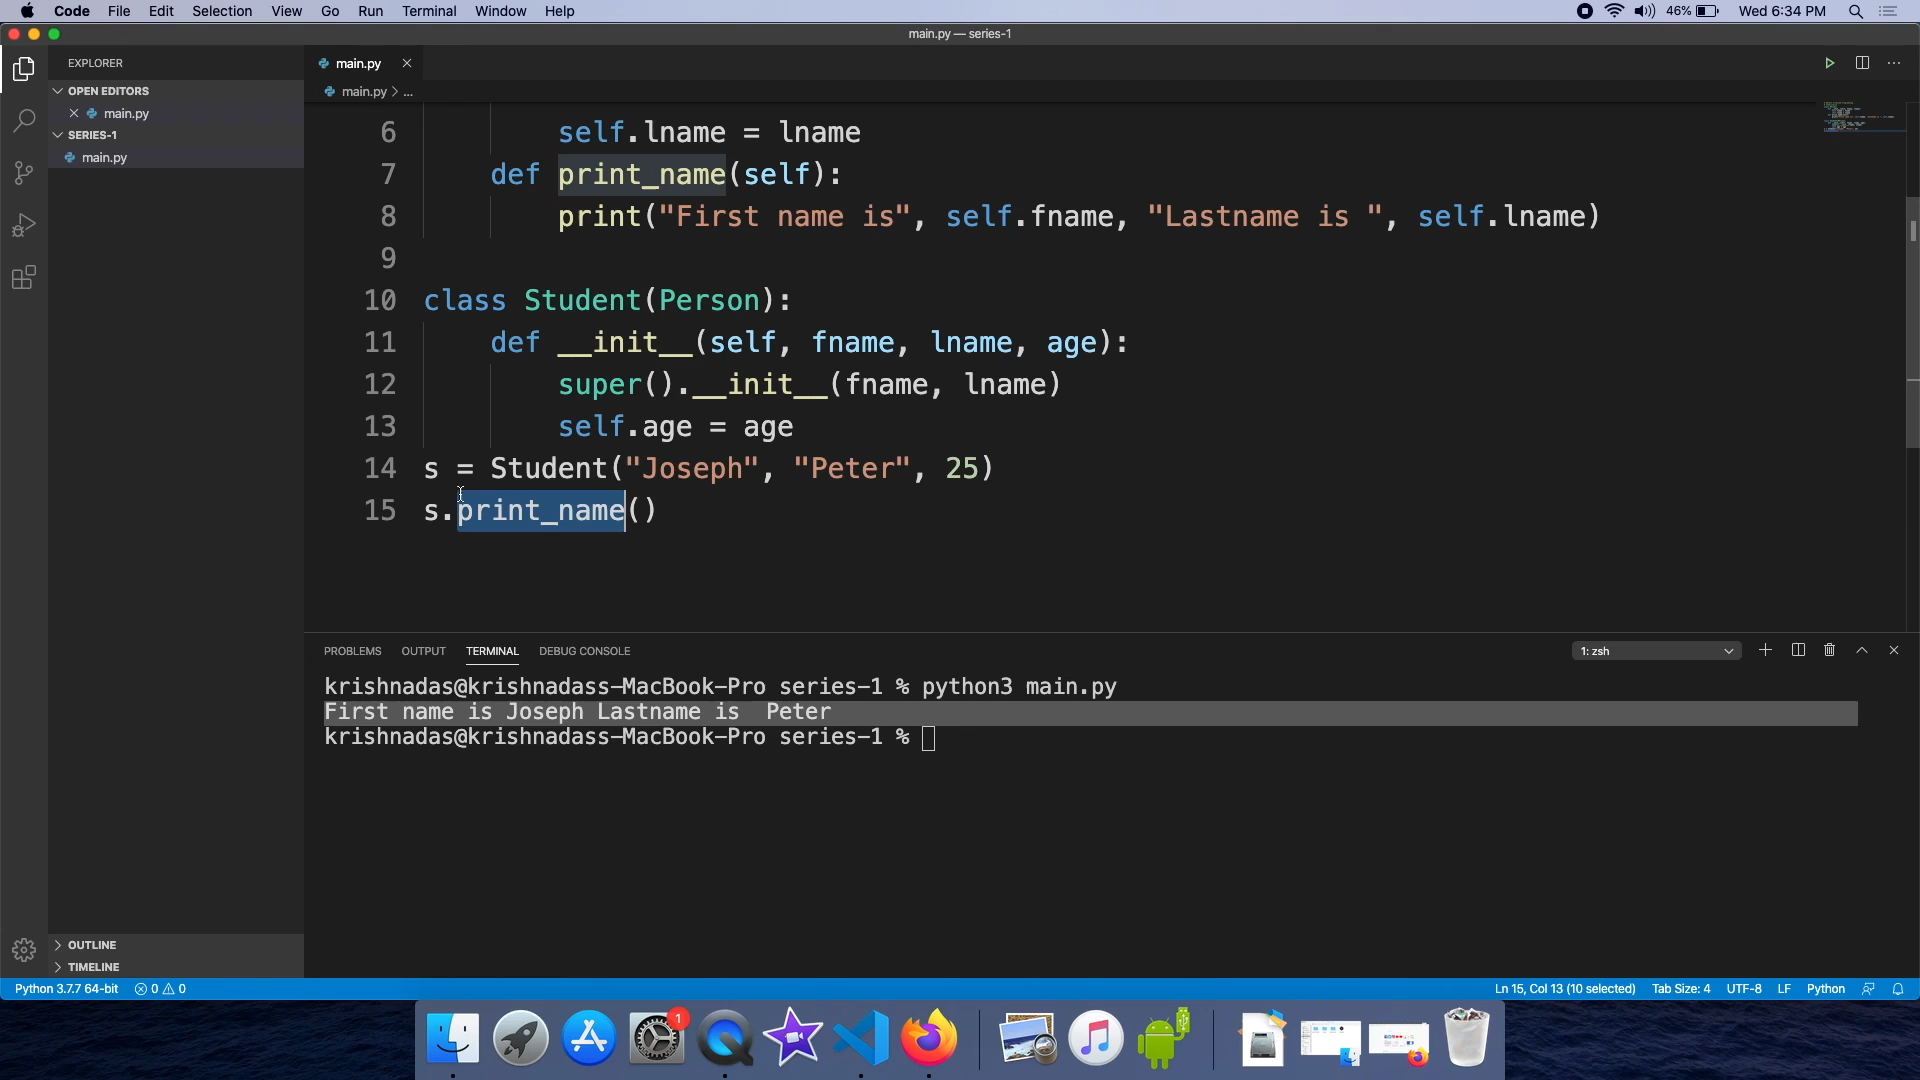 Code File Edit Selection View Go Run Terminal Window Help 46% Wed 6:34 PM
main.py — series-1
EXPLORER
main.py
OPEN EDITORS
main.py > ...
main.py
SERIES-1
main.py
6 self.lname = lname
7 def print_name(self):
8 print("First name is", self.fname, "Lastname is ", self.lname)
9
10 class Student(Person):
11 def __init__(self, fname, lname, age):
12 super().__init__(fname, lname)
13 self.age = age
14 s = Student("Joseph", "Peter", 25)
15 s.print_name()
PROBLEMS OUTPUT TERMINAL DEBUG CONSOLE 1: zsh
krishnadas@krishnadass-MacBook-Pro series-1 % python3 main.py
First name is Joseph Lastname is  Peter
krishnadas@krishnadass-MacBook-Pro series-1 %
OUTLINE
TIMELINE
Python 3.7.7 64-bit 0 0 Ln 15, Col 13 (10 selected) Tab Size: 4 UTF-8 LF Python
1